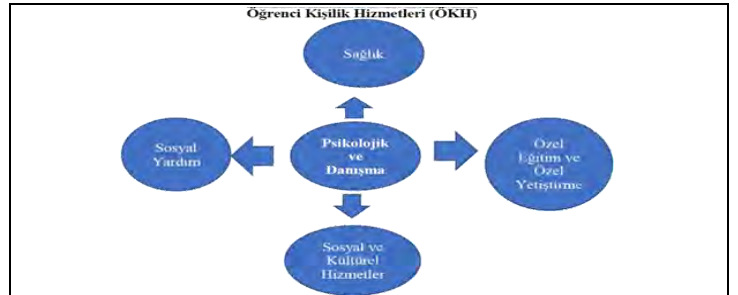 Öğrenci Kişilik Hizmetleri (ÖKH)
Sağlık
Sosyal
Yardım
Psikolojik
ve
Danışma
Özel
Eğitim ve
Özel
Yetiştirme
Sosyal ve
Kültürel
Hizmetler